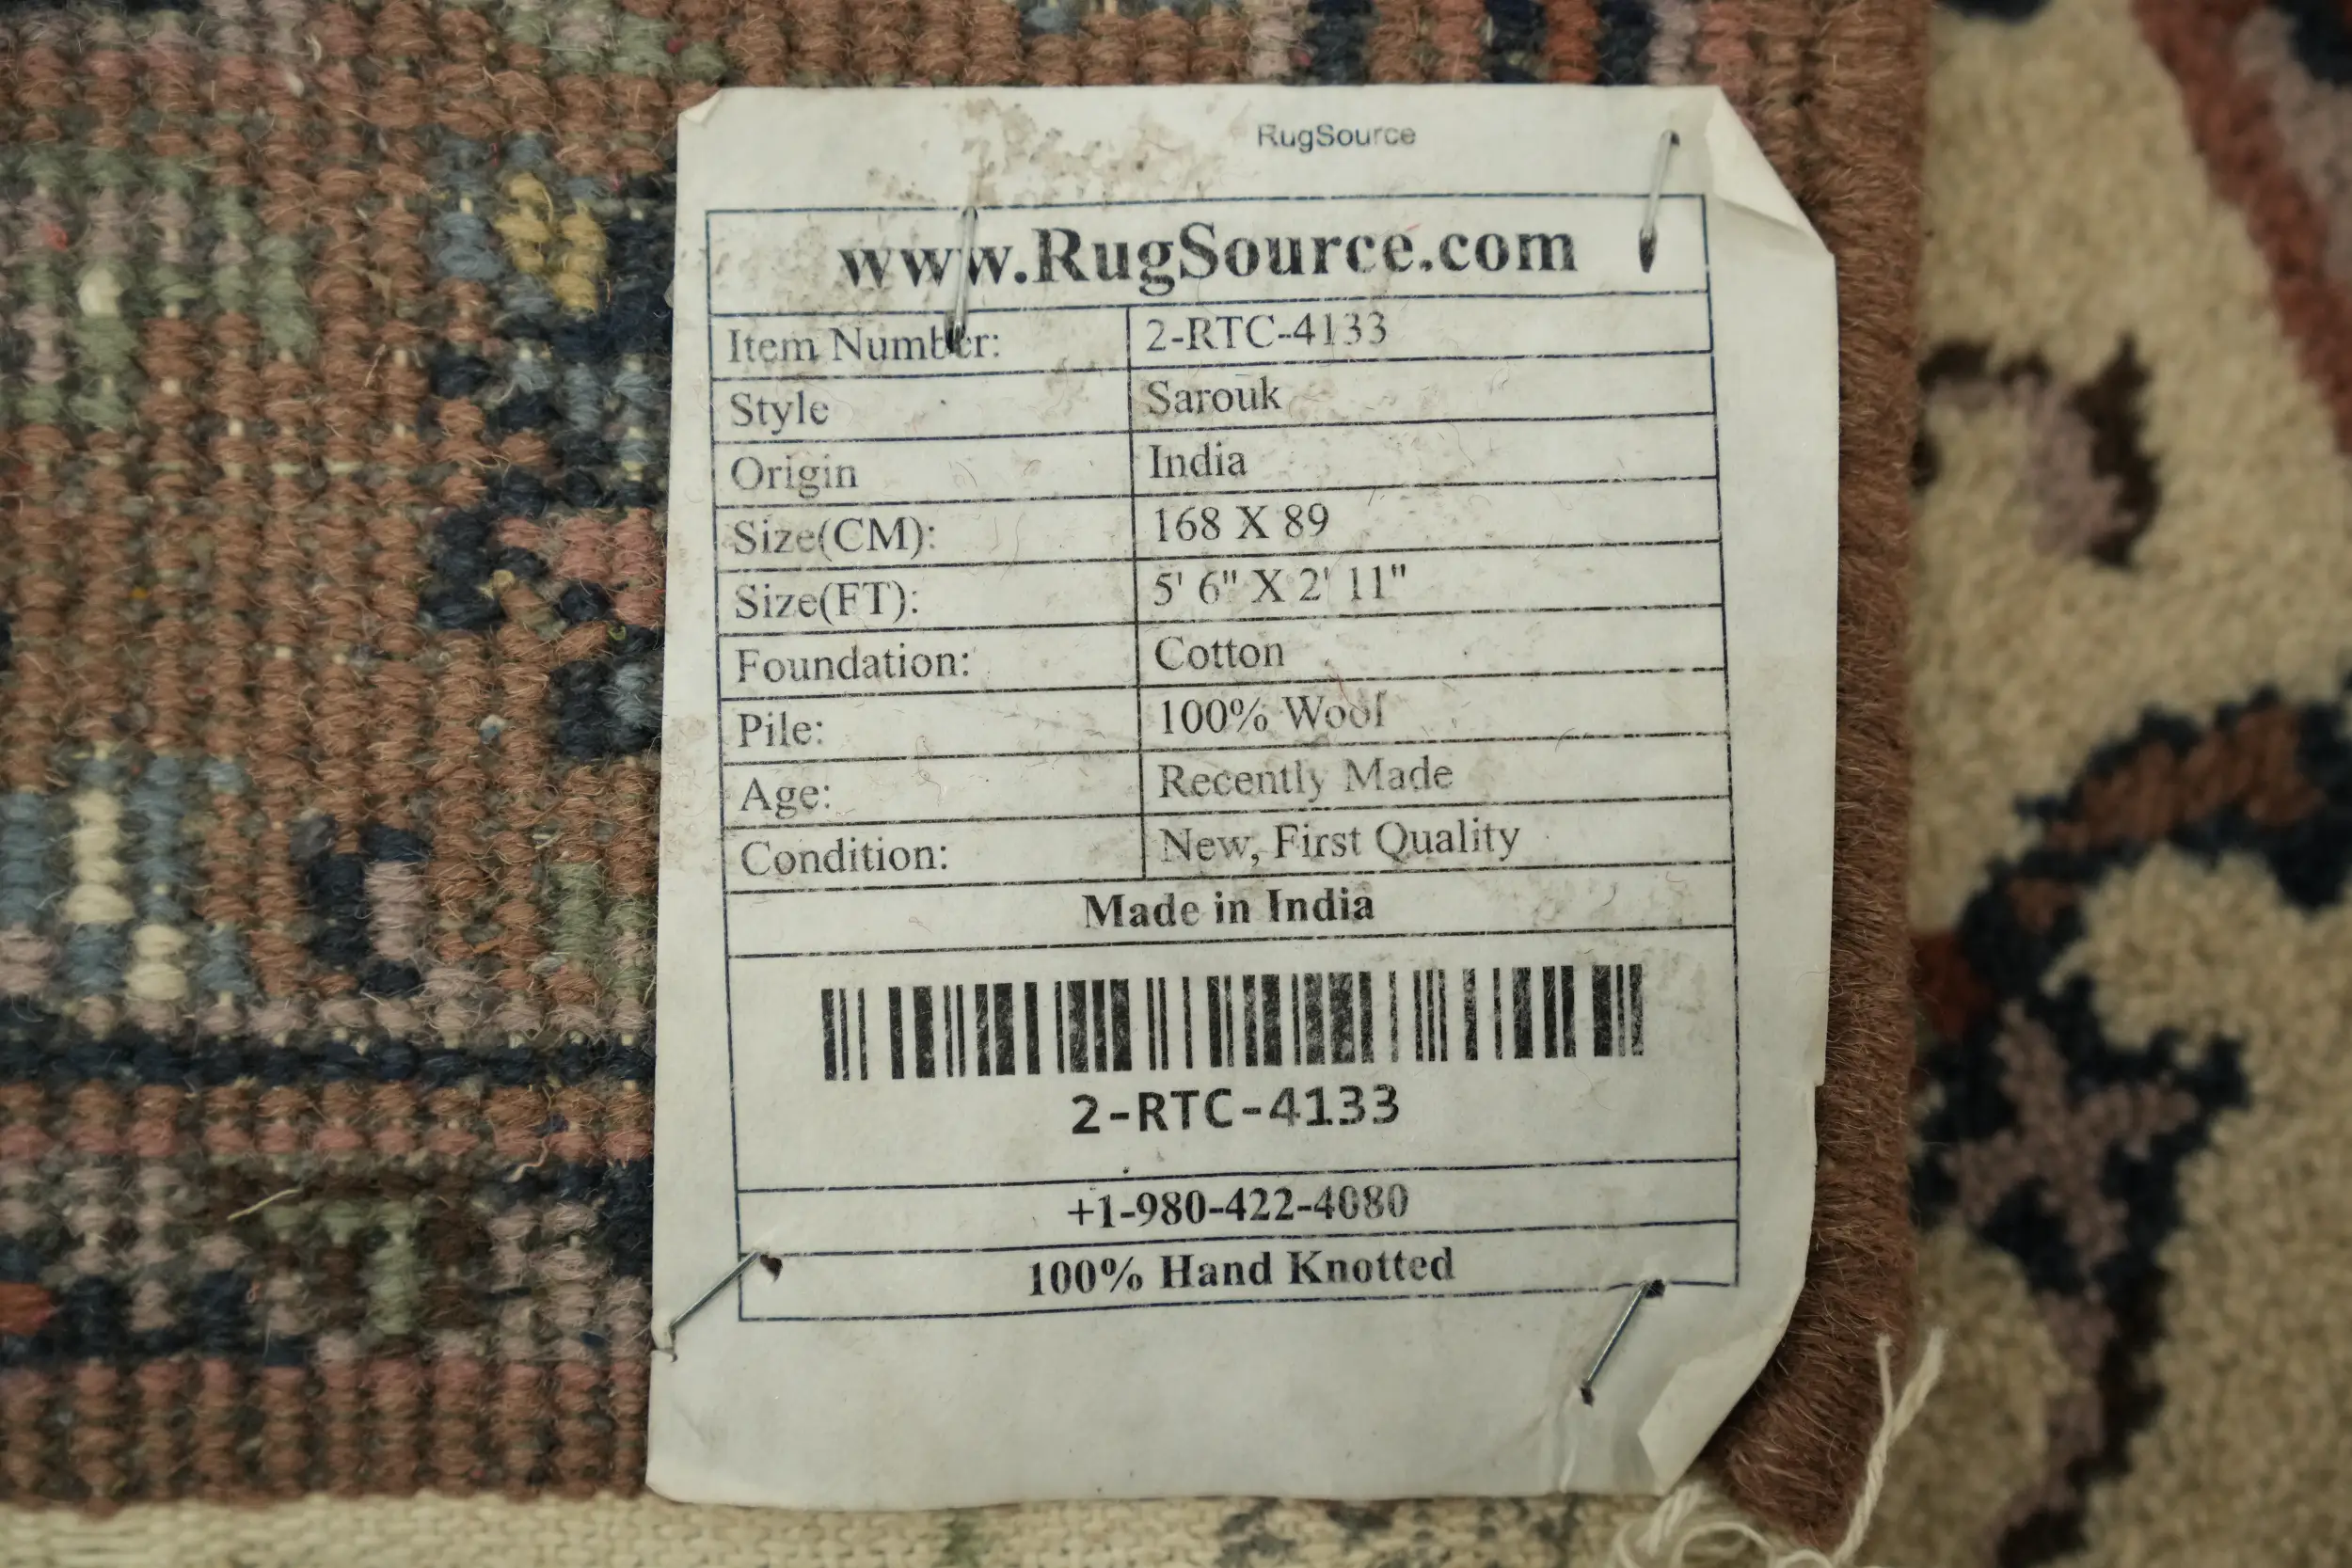 RugSource
www.RugSource.com
Item Number: 2-RTC-4133
Style Sarouk
Origin India
Size(CM): 168 X 89
Size(FT): 5' 6" X 2' 11"
Foundation: Cotton
Pile: 100% Wool
Age: Recently Made
Condition: New, First Quality
Made in India
2-RTC-4133
+1-980-422-4080
100% Hand Knotted